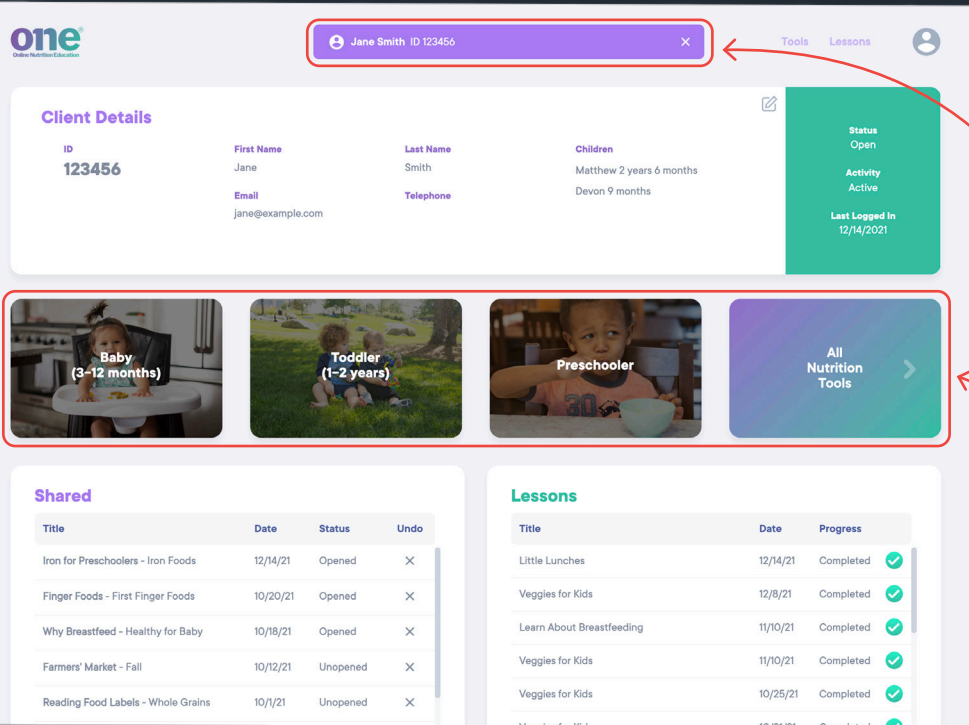 one
Online Nutrition Education
Jane Smith ID 123456
Tools Lessons
Client Details
ID First Name Last Name Children
123456 Jane Smith Matthew 2 years 6 months
Devon 9 months
Email Telephone
jane@example.com
Status
Open
Activity
Active
Last Logged In
12/14/2021
Baby
(3-12 months)
Toddler
(1-2 years)
Preschooler
30
All
Nutrition
Tools
Shared
Title Date Status Undo
Iron for Preschoolers - Iron Foods 12/14/21 Opened
Finger Foods - First Finger Foods 10/20/21 Opened
Why Breastfeed - Healthy for Baby 10/18/21 Opened
Farmers' Market - Fall 10/12/21 Unopened
Reading Food Labels - Whole Grains 10/1/21 Unopened
Lessons
Title Date Progress
Little Lunches 12/14/21 Completed
Veggies for Kids 12/8/21 Completed
Learn About Breastfeeding 11/10/21 Completed
Veggies for Kids 11/10/21 Completed
Veggies for Kids 10/25/21 Completed